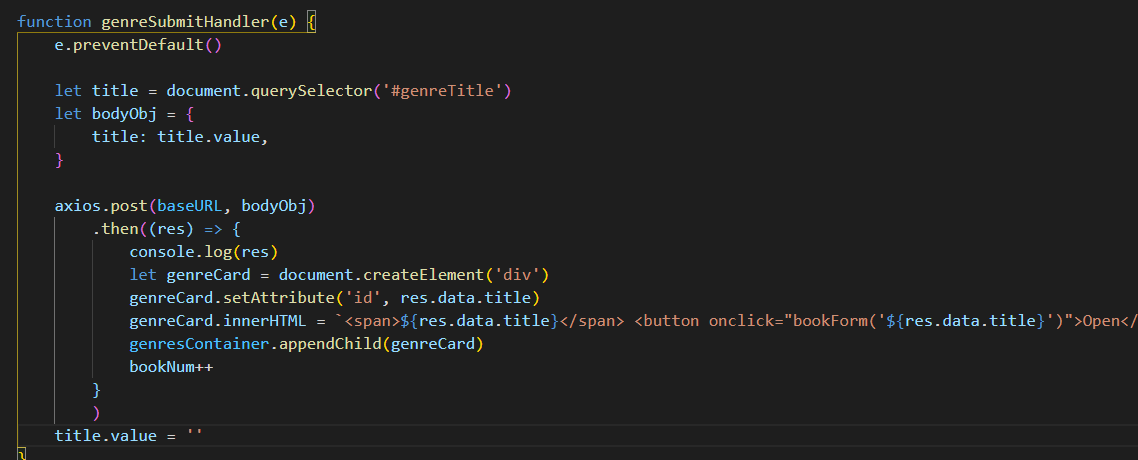 function genreSubmitHandler(e) {
    e.preventDefault()

    let title = document.querySelector('#genreTitle')
    let bodyObj = {
        title: title.value,
    }

    axios.post(baseURL, bodyObj)
        .then((res) => {
            console.log(res)
            let genreCard = document.createElement('div')
            genreCard.setAttribute('id', res.data.title)
            genreCard.innerHTML = `<span>${res.data.title}</span> <button onclick="bookForm('${res.data.title}')">Open</
            genresContainer.appendChild(genreCard)
            bookNum++
        }
        )
    title.value = ''
}